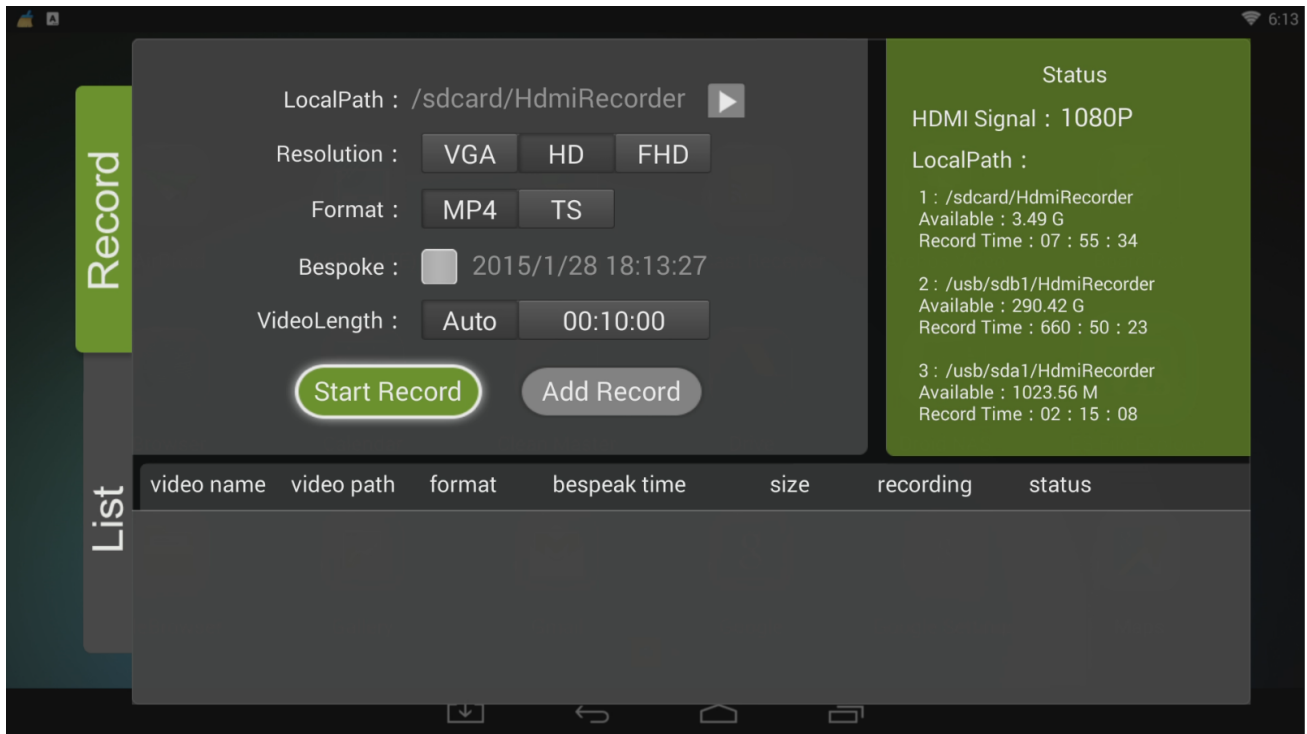 6:13
Record
List
LocalPath : /sdcard/HdmiRecorder
Resolution : VGA HD FHD
Format : MP4 TS
Bespoke : 2015/1/28 18:13:27
VideoLength : Auto 00:10:00
Start Record Add Record
Status
HDMI Signal : 1080P
LocalPath :
1 : /sdcard/HdmiRecorder
Available : 3.49 G
Record Time : 07 : 55 : 34
2 : /usb/sdb1/HdmiRecorder
Available : 290.42 G
Record Time : 660 : 50 : 23
3 : /usb/sda1/HdmiRecorder
Available : 1023.56 M
Record Time : 02 : 15 : 08
video name video path format bespeak time size recording status